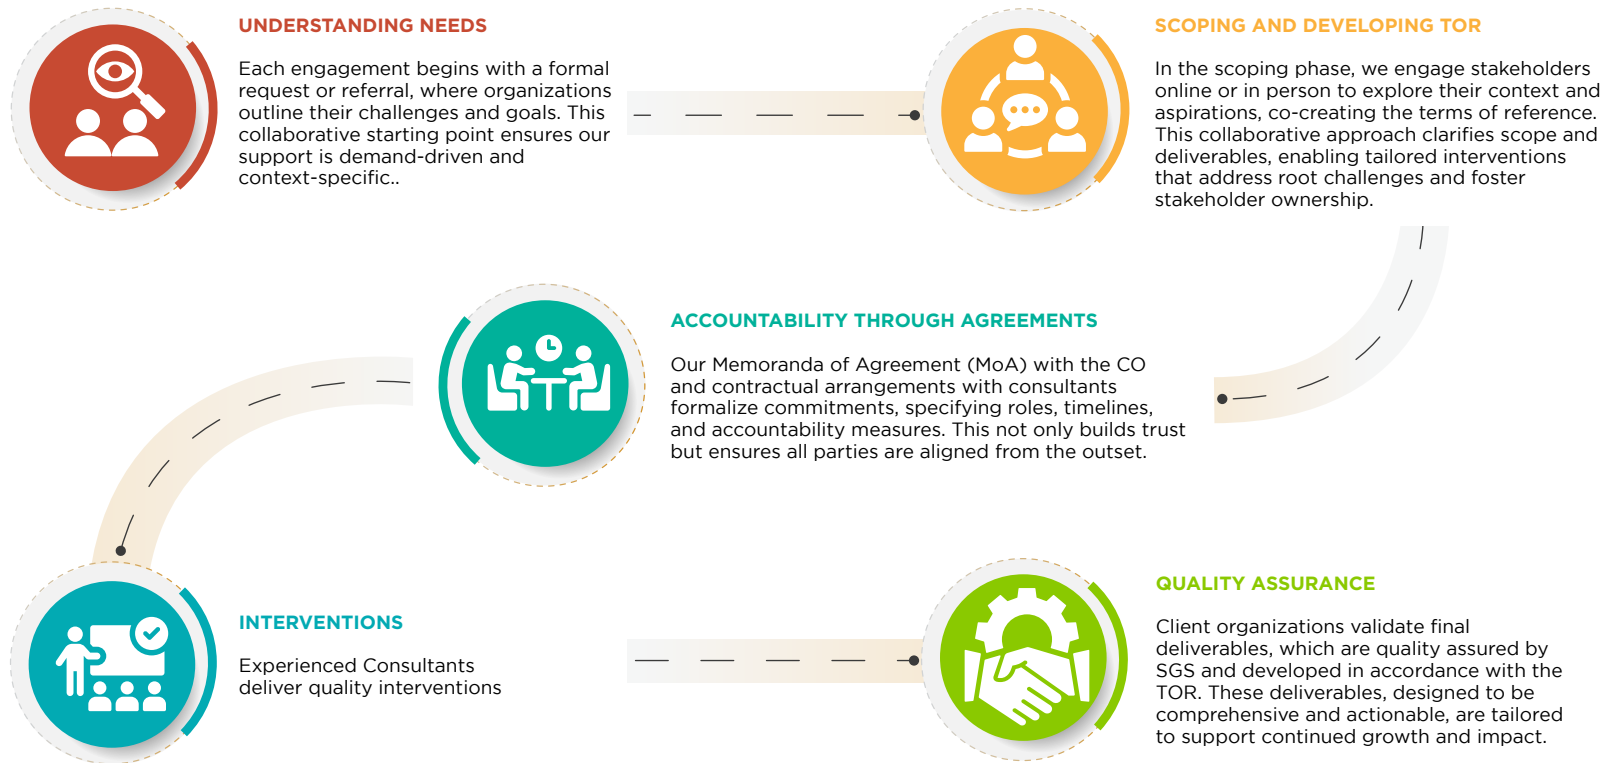 UNDERSTANDING NEEDS
Each engagement begins with a formal
request or referral, where organizations
outline their challenges and goals. This
collaborative starting point ensures our
support is demand-driven and
context-specific..
SCOPING AND DEVELOPING TOR
In the scoping phase, we engage stakeholders
online or in person to explore their context and
aspirations, co-creating the terms of reference.
This collaborative approach clarifies scope and
deliverables, enabling tailored interventions
that address root challenges and foster
stakeholder ownership.
ACCOUNTABILITY THROUGH AGREEMENTS
Our Memoranda of Agreement (MoA) with the CO
and contractual arrangements with consultants
formalize commitments, specifying roles, timelines,
and accountability measures. This not only builds trust
but ensures all parties are aligned from the outset.
INTERVENTIONS
Experienced Consultants
deliver quality interventions
QUALITY ASSURANCE
Client organizations validate final
deliverables, which are quality assured by
SGS and developed in accordance with the
TOR. These deliverables, designed to be
comprehensive and actionable, are tailored
to support continued growth and impact.